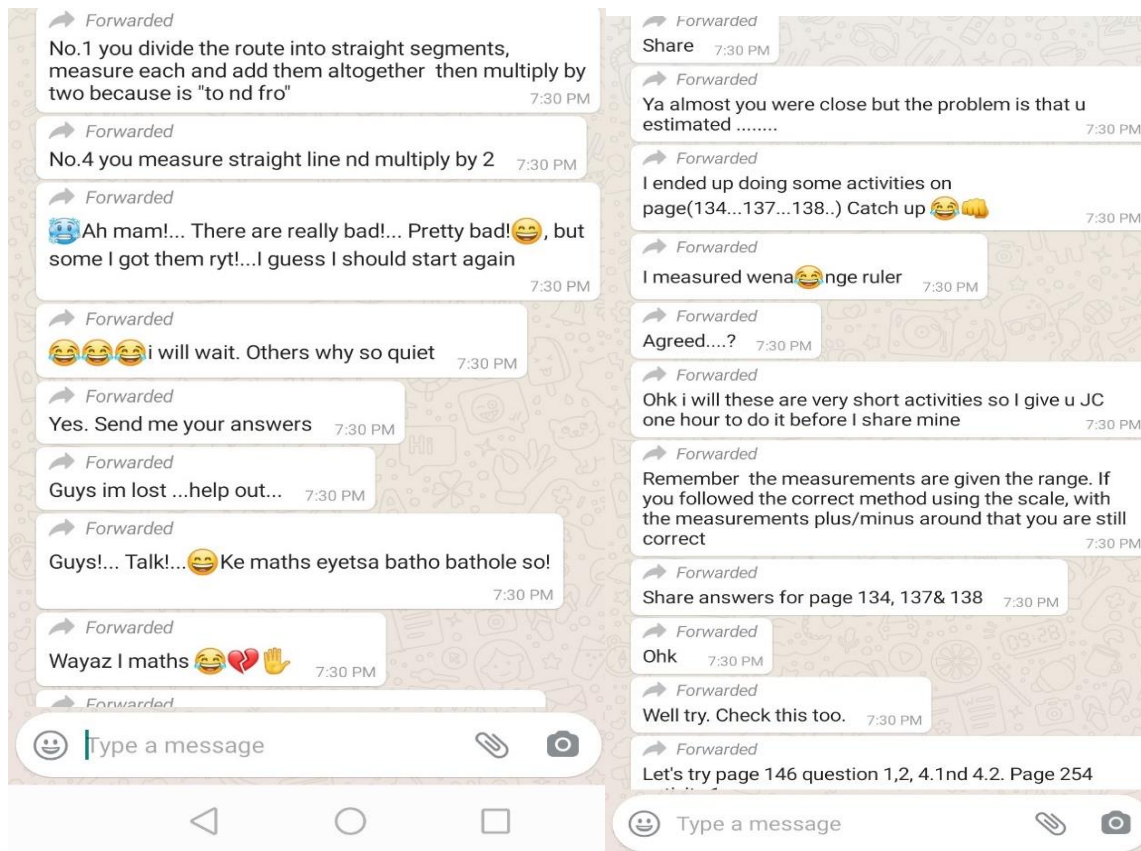 Forwarded
No.1 you divide the route into straight segments,
measure each and add them altogether then multiply by
two because is "to nd fro"
7:30 PM
Forwarded
No.4 you measure straight line nd multiply by 2 7:30 PM
Forwarded
🥶Ah mam!... There are really bad!... Pretty bad!😄, but
some I got them ryt!...I guess I should start again
7:30 PM
Forwarded
😂😂😂i will wait. Others why so quiet 7:30 PM
Forwarded
Yes. Send me your answers 7:30 PM
Forwarded
Guys im lost ...help out... 7:30 PM
Forwarded
Guys!... Talk!...😄Ke maths eyetsa batho bathole so!
7:30 PM
Forwarded
Wayaz I maths 😂💔✋ 7:30 PM
Forwarded
Type a message
Forwarded
Share 7:30 PM
Forwarded
Ya almost you were close but the problem is that u
estimated ........ 7:30 PM
Forwarded
I ended up doing some activities on
page(134...137...138..) Catch up 😂👊 7:30 PM
Forwarded
I measured wena😂nge ruler 7:30 PM
Forwarded
Agreed....? 7:30 PM
Forwarded
Ohk i will these are very short activities so I give u JC
one hour to do it before I share mine 7:30 PM
Forwarded
Remember the measurements are given the range. If
you followed the correct method using the scale, with
the measurements plus/minus around that you are still
correct 7:30 PM
Forwarded
Share answers for page 134, 137& 138 7:30 PM
Forwarded
Ohk 7:30 PM
Forwarded
Well try. Check this too. 7:30 PM
Forwarded
Let's try page 146 question 1,2, 4.1nd 4.2. Page 254
Type a message